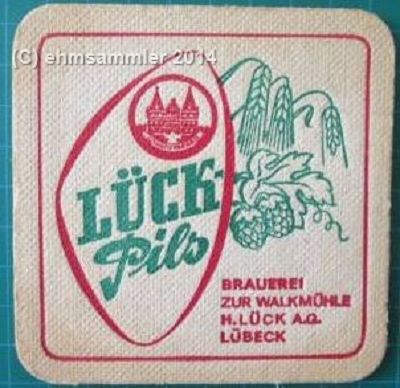 (C) ehmsammler 2014
LÜCK-
Pils
BRAUEREI
ZUR WALKMÜHLE
H. LÜCK A.G.
LÜBECK